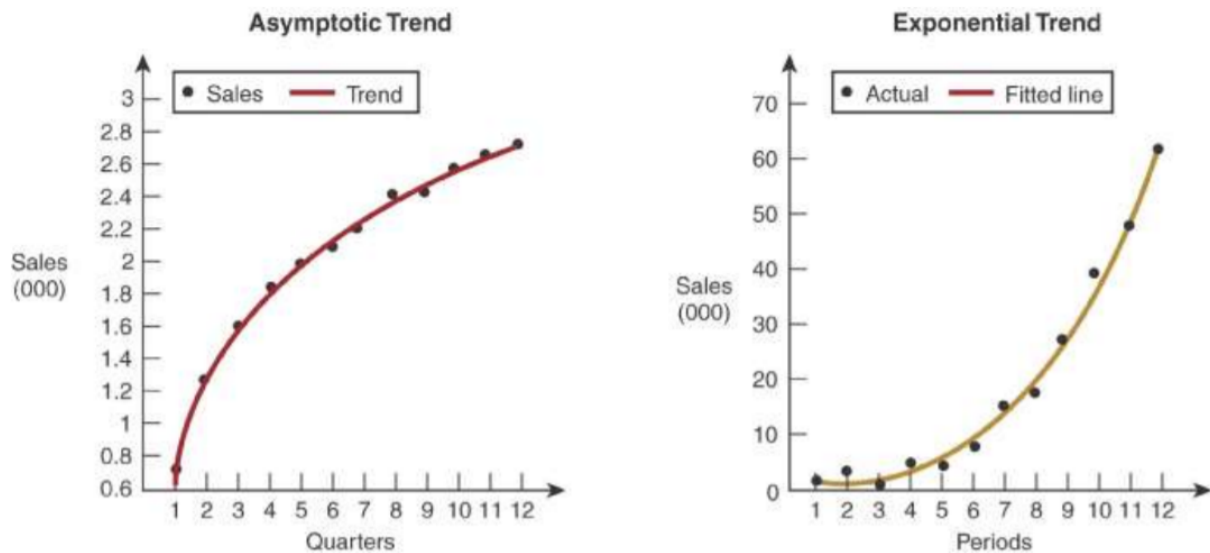 Asymptotic Trend
Sales Trend
3
2.8
2.6
2.4
2.2
2
1.8
1.6
1.4
1.2
1
0.8
0.6
Sales
(000)
1 2 3 4 5 6 7 8 9 10 11 12
Quarters
Exponential Trend
Actual Fitted line
70
60
50
40
30
20
10
0
Sales
(000)
1 2 3 4 5 6 7 8 9 10 11 12
Periods